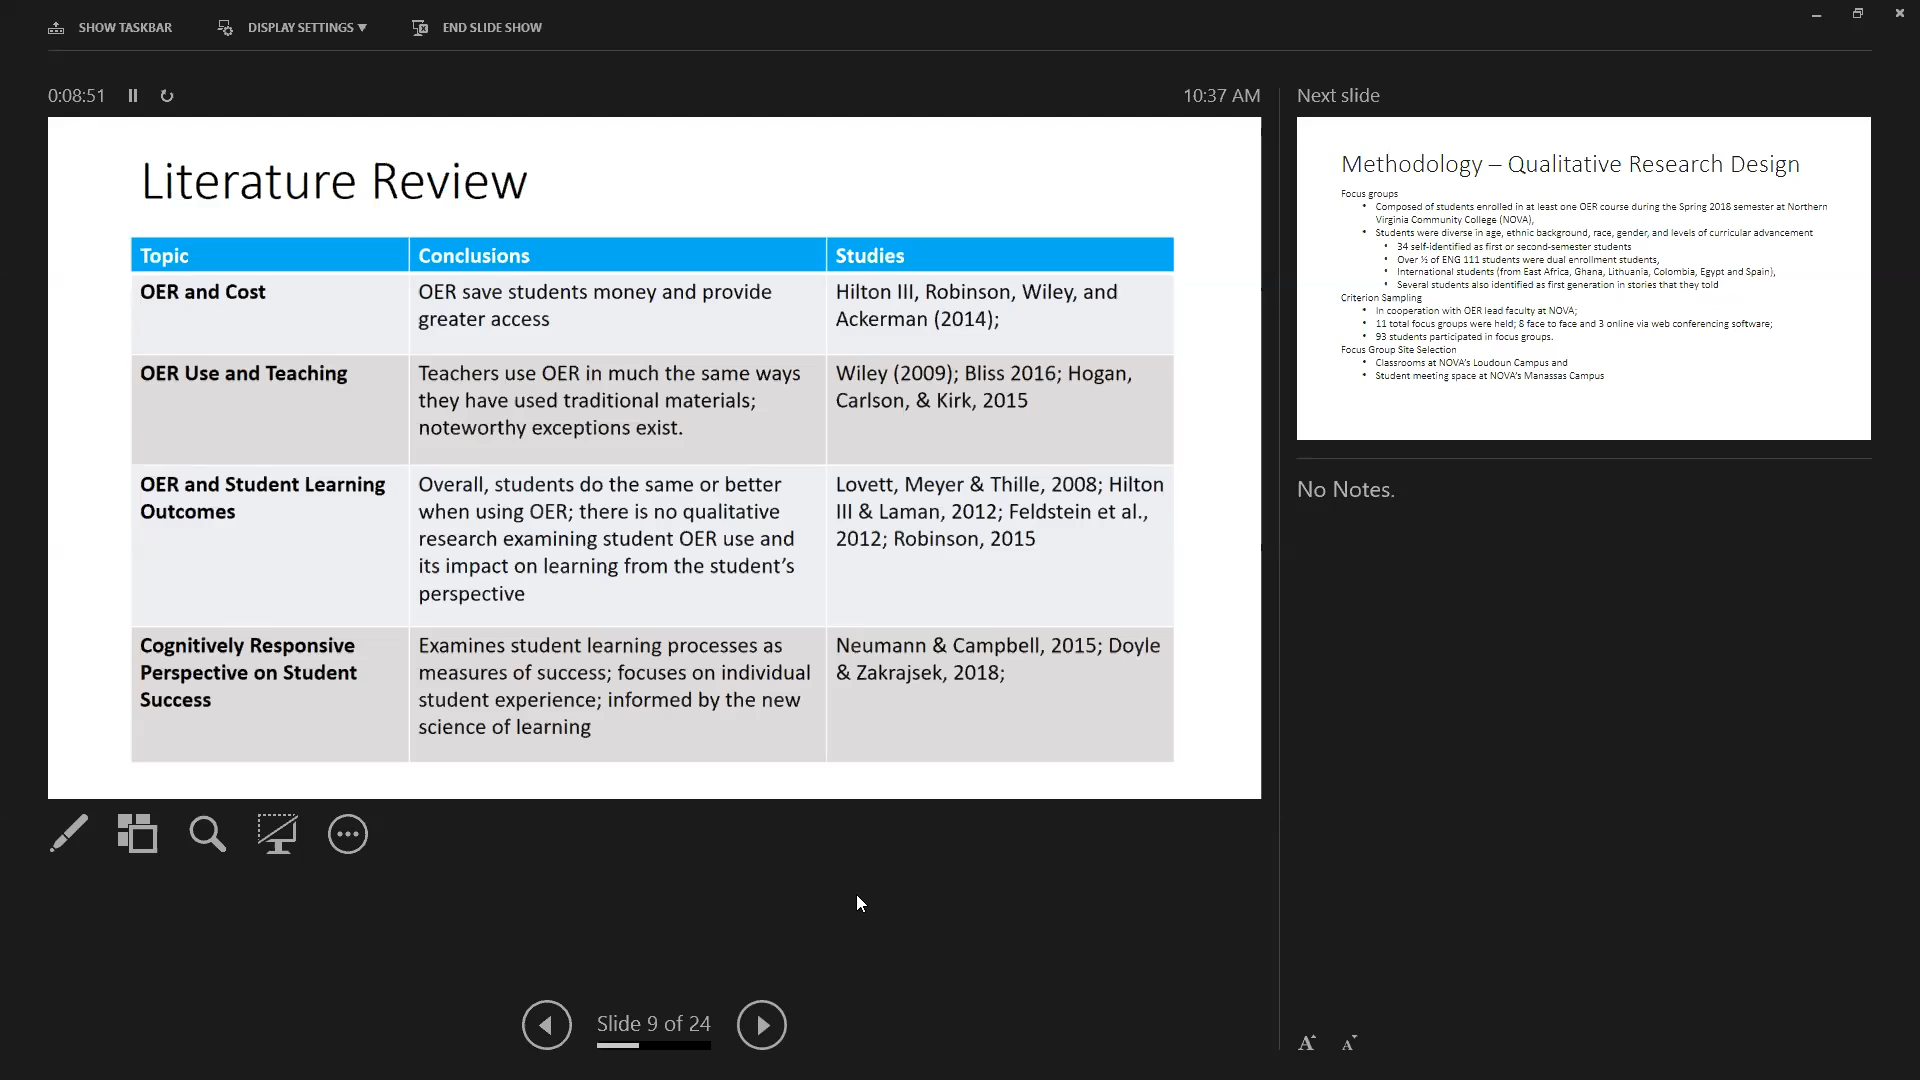 SHOW TASKBAR
DISPLAY SETTINGS
END SLIDE SHOW
0:08:51
10:37 AM
Next slide
Literature Review
Topic
Conclusions
Studies
OER and Cost
OER save students money and provide
greater access
Hilton III, Robinson, Wiley, and
Ackerman (2014);
OER Use and Teaching
Teachers use OER in much the same ways
they have used traditional materials;
noteworthy exceptions exist.
Wiley (2009); Bliss 2016; Hogan,
Carlson, & Kirk, 2015
OER and Student Learning
Outcomes
Overall, students do the same or better
when using OER; there is no qualitative
research examining student OER use and
its impact on learning from the student’s
perspective
Lovett, Meyer & Thille, 2008; Hilton
III & Laman, 2012; Feldstein et al.,
2012; Robinson, 2015
Cognitively Responsive
Perspective on Student
Success
Examines student learning processes as
measures of success; focuses on individual
student experience; informed by the new
science of learning
Neumann & Campbell, 2015; Doyle
& Zakrajsek, 2018;
Methodology – Qualitative Research Design
Focus groups
• Composed of students enrolled in at least one OER course during the Spring 2018 semester at Northern
Virginia Community College (NOVA),
• Students were diverse in age, ethnic background, race, gender, and levels of curricular advancement
• 34 self-identified as first or second-semester students
• Over ½ of ENG 111 students were dual enrollment students,
• International students (from East Africa, Ghana, Lithuania, Colombia, Egypt and Spain),
• Several students also identified as first generation in stories that they told
Criterion Sampling
• In cooperation with OER lead faculty at NOVA;
• 11 total focus groups were held; 8 face to face and 3 online via web conferencing software;
• 93 students participated in focus groups.
Focus Group Site Selection
• Classrooms at NOVA’s Loudoun Campus and
• Student meeting space at NOVA’s Manassas Campus
No Notes.
Slide 9 of 24
A A